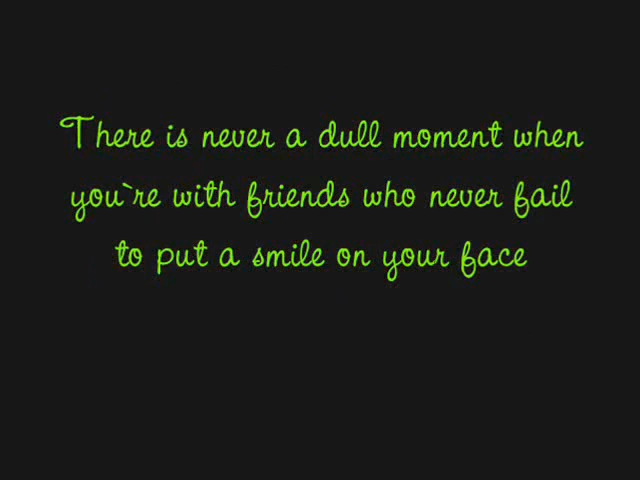 There is never a dull moment when
you`re with friends who never fail
to put a smile on your face